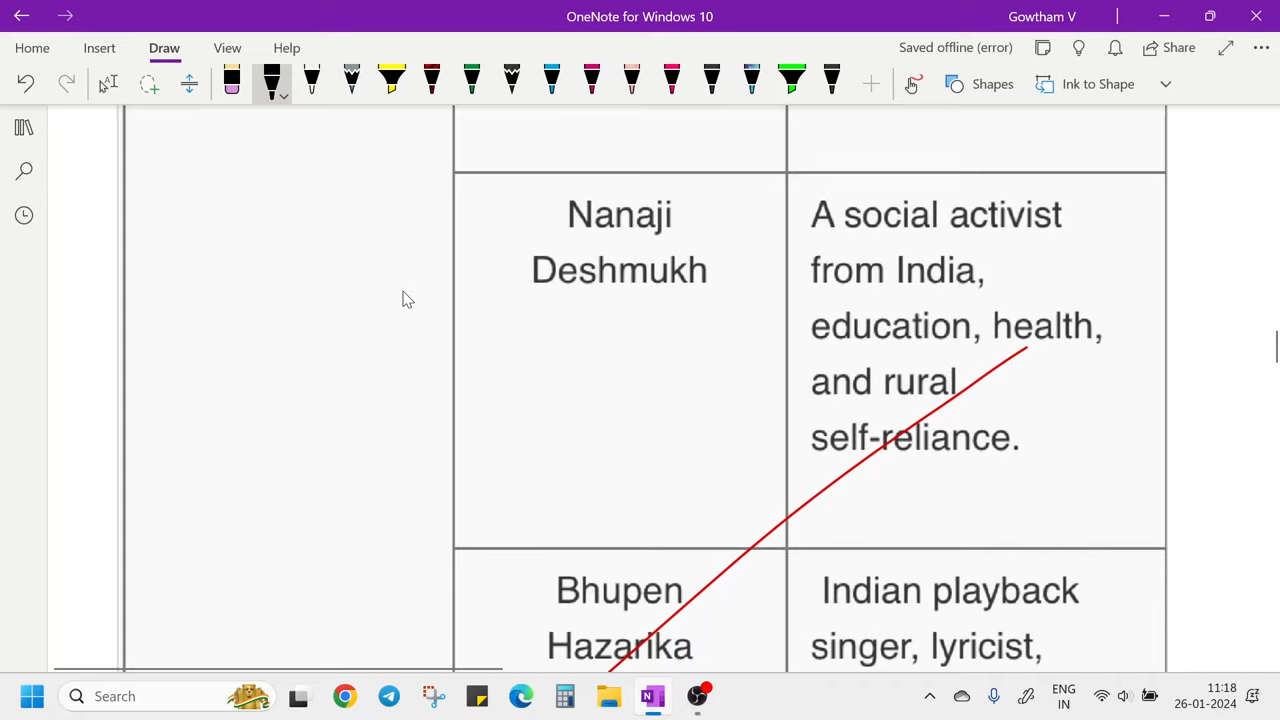 OneNote for Windows 10
Gowtham V
Home Insert Draw View Help
Saved offline (error)
Share
Shapes
Ink to Shape
Nanaji
Deshmukh
A social activist
from India,
education, health,
and rural
self-reliance.
Bhupen
Hazarika
Indian playback
singer, lyricist,
Search
ENG
IN
11:18
26-01-2024